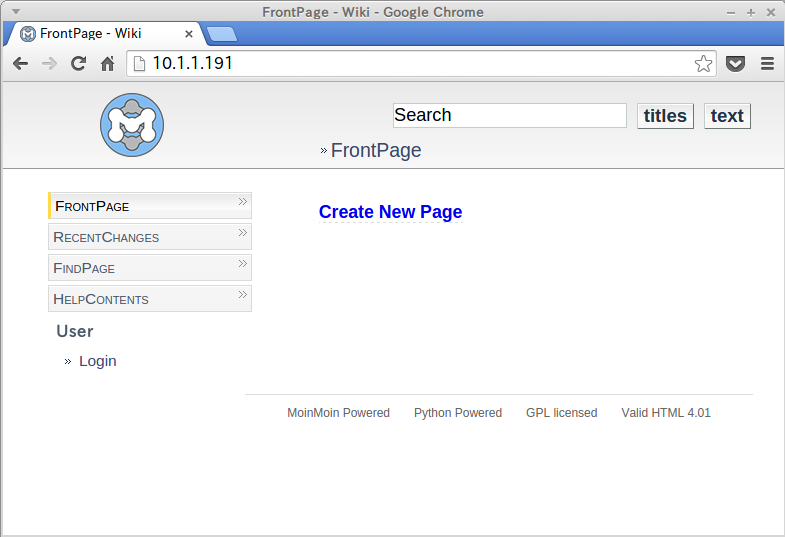 FrontPage - Wiki - Google Chrome
FrontPage - Wiki
10.1.1.191
Search titles text
» FrontPage
FrontPage
RecentChanges
FindPage
HelpContents
User
» Login
Create New Page
MoinMoin Powered Python Powered GPL licensed Valid HTML 4.01